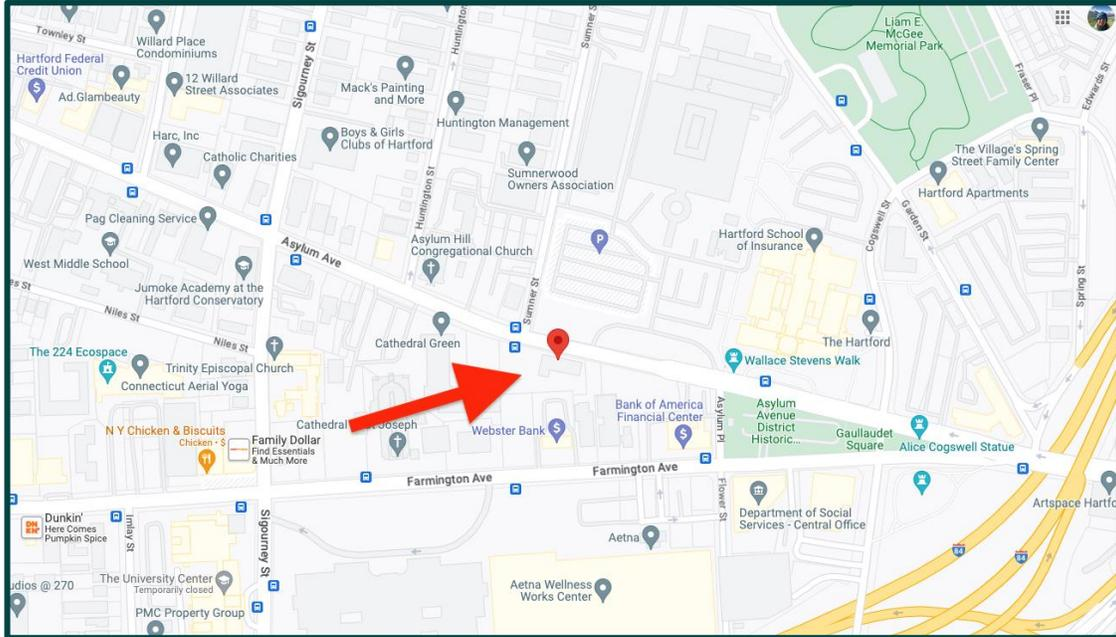 Townley St
Willard Place
Condominiums
Hartford Federal
Credit Union
Ad.Glambeauty
12 Willard
Street Associates
Sigourney St
Mack's Painting
and More
Huntington
Sumner S
Liam E.
McGee
Memorial Park
Fraser Pl
Edwards St
Huntington Management
Harc, Inc
Catholic Charities
Boys & Girls
Clubs of Hartford
Sumnerwood
Owners Association
The Village's Spring
Street Family Center
Hartford Apartments
Huntington St
Pag Cleaning Service
West Middle School
Asylum Ave
Asylum Hill
Congregational Church
P
Hartford School
of Insurance
Cogswell St
Garden St
Spring St
Jumoke Academy at the
Hartford Conservatory
es St
Niles St
Niles St
Sumner St
Cathedral Green
The Hartford
The 224 Ecospace
Trinity Episcopal Church
Connecticut Aerial Yoga
Wallace Stevens Walk
N Y Chicken & Biscuits
Chicken • $
Family Dollar
Find Essentials
& Much More
Cathedral
Joseph
Webster Bank
Bank of America
Financial Center
Asylum Pl
Asylum
Avenue
District
Historic...
Gaullaudet
Square
Alice Cogswell Statue
Farmington Ave
Farmington Ave
Flower St
Department of Social
Services - Central Office
Artspace Hartfo
Dunkin'
Here Comes
Pumpkin Spice
Imlay St
Sigourney St
Aetna
84
84
The University Center
Temporarily closed
udios @ 270
PMC Property Group
Aetna Wellness
Works Center